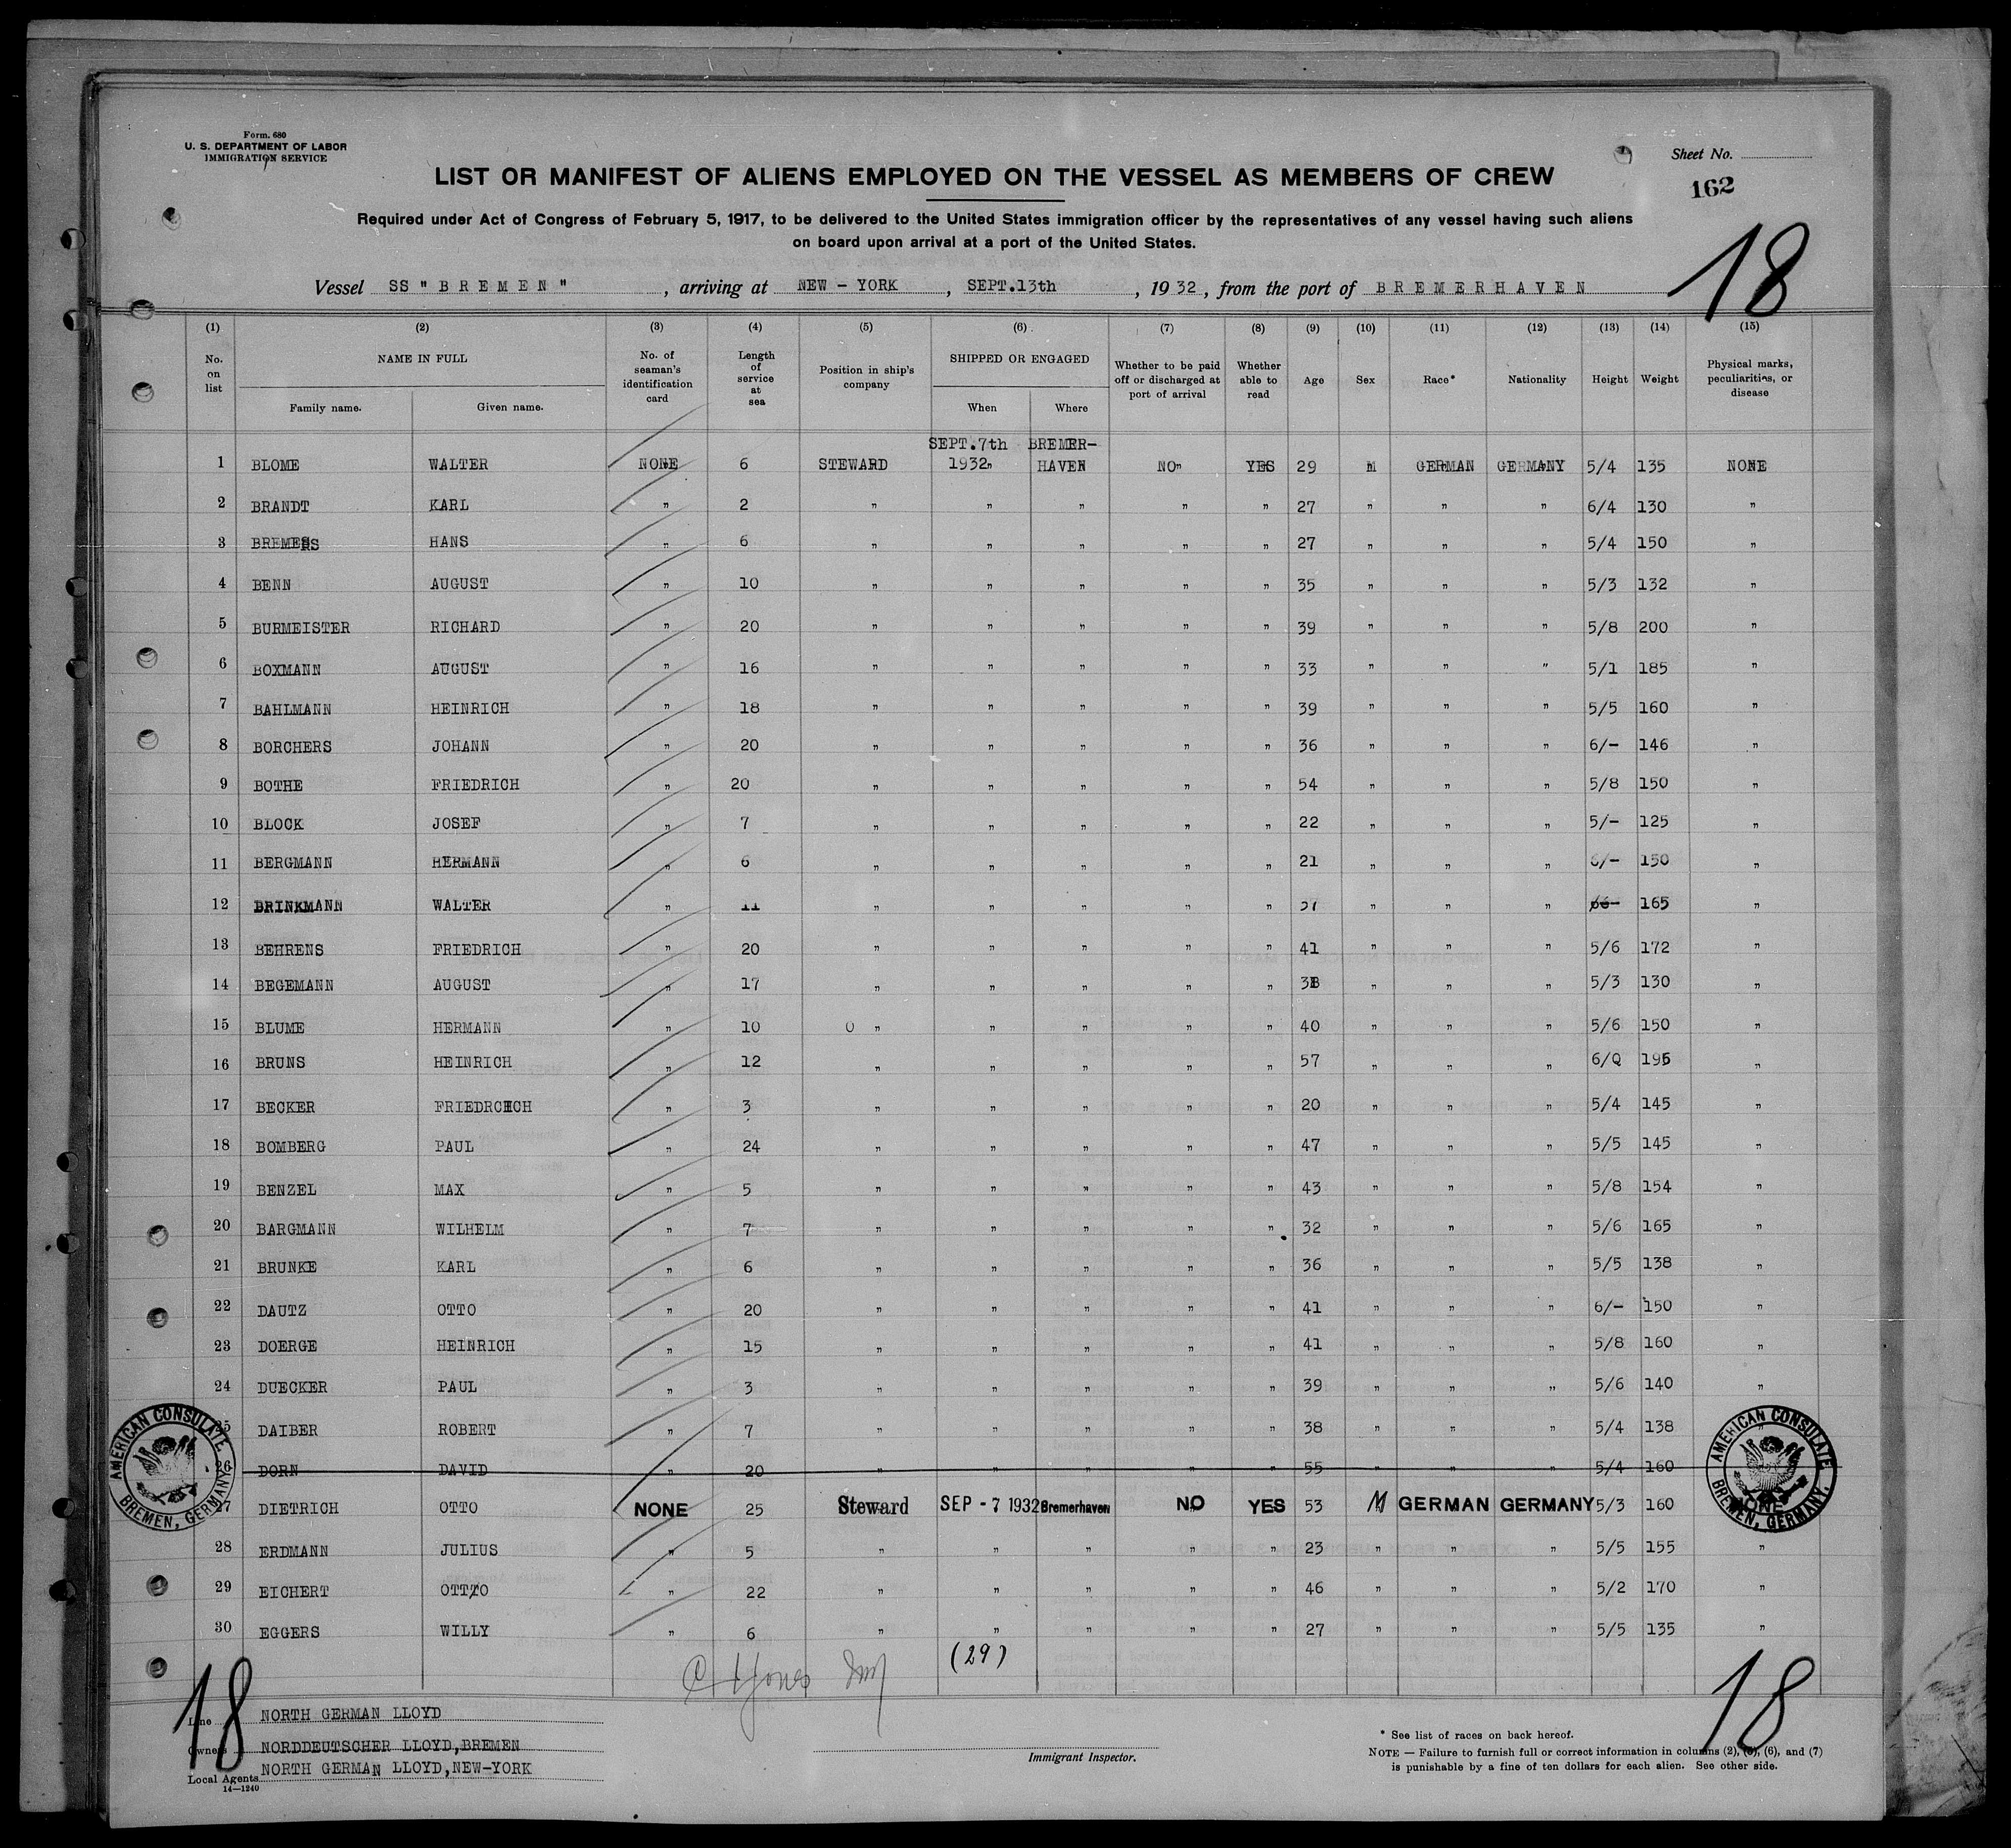 Form. 680
U. S. DEPARTMENT OF LABOR
IMMIGRATION SERVICE
Sheet No.
162
18
LIST OR MANIFEST OF ALIENS EMPLOYED ON THE VESSEL AS MEMBERS OF CREW
Required under Act of Congress of February 5, 1917, to be delivered to the United States immigration officer by the representatives of any vessel having such aliens
on board upon arrival at a port of the United States.
Vessel SS "BREMEN", arriving at NEW-YORK, SEPT.13th, 1932, from the port of BREMERHAVEN
(1) (2) (3) (4) (5) (6) (7) (8) (9) (10) (11) (12) (13) (14) (15)
No. on list NAME IN FULL Family name. Given name. No. of seaman's identification card Length of service at sea Position in ship's company SHIPPED OR ENGAGED When Where Whether to be paid off or discharged at port of arrival Whether able to read Age Sex Race* Nationality Height Weight Physical marks, peculiarities, or disease
SEPT.7th BREMER-
1 BLOME WALTER NONE 6 STEWARD 1932 HAVEN NO YES 29 M GERMAN GERMANY 5/4 135 NONE
2 BRANDT KARL " 2 " " " " " 27 " " " 6/4 130 "
3 BREMERS HANS " 6 " " " " " 27 " " " 5/4 150 "
4 BENN AUGUST " 10 " " " " " 35 " " " 5/3 132 "
5 BURMEISTER RICHARD " 20 " " " " " 39 " " " 5/8 200 "
6 BOXMANN AUGUST " 16 " " " " " 33 " " " 5/1 185 "
7 BAHLMANN HEINRICH " 18 " " " " " 39 " " " 5/5 160 "
8 BORCHERS JOHANN " 20 " " " " " 36 " " " 6/- 146 "
9 BOTHE FRIEDRICH " 20 " " " " " 54 " " " 5/8 150 "
10 BLOCK JOSEF " 7 " " " " " 22 " " " 5/- 125 "
11 BERGMANN HERMANN " 6 " " " " " 21 " " " 6/- 150 "
12 BRINKMANN WALTER " 11 " " " " " " " " 165 "
13 BEHRENS FRIEDRICH " 20 " " " " " 41 " " " 5/6 172 "
14 BEGEMANN AUGUST " 17 " " " " " " " " 5/3 130 "
15 BLUME HERMANN " 10 0 " " " " " 40 " " " 5/6 150 "
16 BRUNS HEINRICH " 12 " " " " " 57 " " " 6/Q 195 "
17 BECKER FRIEDRCICH " 3 " " " " " 20 " " " 5/4 145 "
18 BOMBERG PAUL " 24 " " " " " 47 " " " 5/5 145 "
19 BENZEL MAX " 5 " " " " " 43 " " " 5/8 154 "
20 BARGMANN WILHELM " 7 " " " " " 32 " " " 5/6 165 "
21 BRUNKE KARL " 6 " " " " " 36 " " " 5/5 138 "
22 DAUTZ OTTO " 20 " " " " " 41 " " " 6/- 150 "
23 DOERGE HEINRICH " 15 " " " " " 41 " " " 5/8 160 "
24 DUECKER PAUL " 3 " " " " " 39 " " " 5/6 140 "
25 DAIBER ROBERT " 7 " " " " " 38 " " " 5/4 138
26 DORN DAVID " 20 " " " " " 55 " " " 5/4 160
27 DIETRICH OTTO NONE 25 Steward SEP - 7 1932 Bremerhaven NO YES 53 M GERMAN GERMANY 5/3 160 NONE
28 ERDMANN JULIUS " 5 " " " " " 23 " " " 5/5 155 "
29 EICHERT OTTO " 22 " " " " " 46 " " " 5/2 170 "
30 EGGERS WILLY " 6 " " " " " 27 " " " 5/5 135 "
(29)
AMERICAN CONSULATE BREMEN, GERMANY.
AMERICAN CONSULATE BREMEN, GERMANY.
18
18
Line NORTH GERMAN LLOYD
Owners NORDDEUTSCHER LLOYD,BREMEN
Local Agents NORTH GERMAN LLOYD,NEW-YORK
14—1240
Immigrant Inspector.
* See list of races on back hereof.
NOTE — Failure to furnish full or correct information in columns (2), (5), (6), and (7)
is punishable by a fine of ten dollars for each alien. See other side.